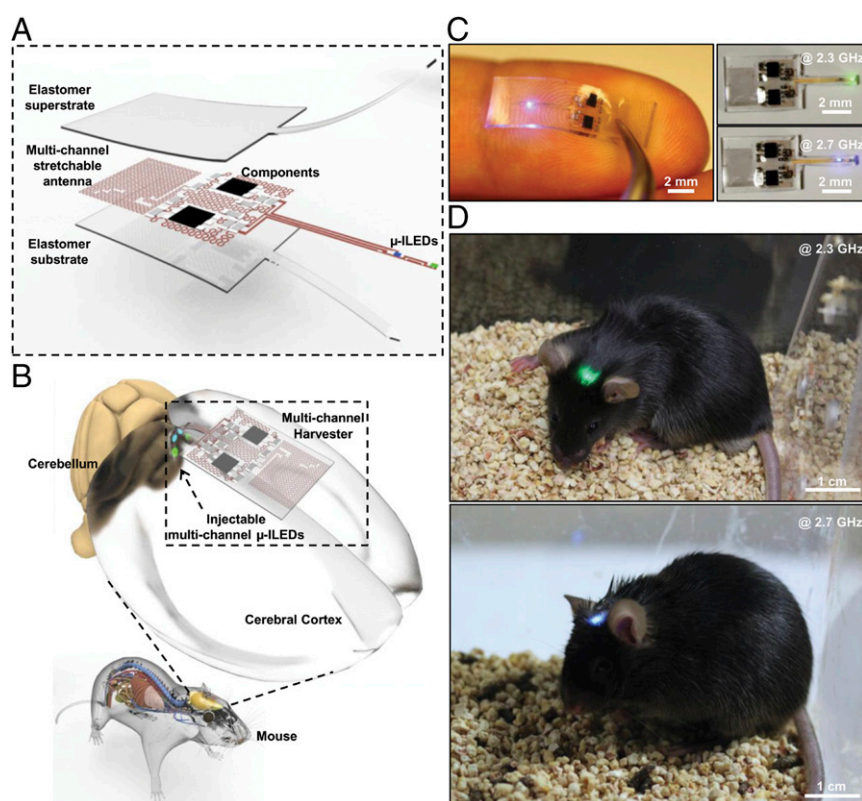 A
Elastomer
superstrate
Multi-channel
stretchable
antenna
Components
Elastomer
substrate
μ-ILEDs
B
Multi-channel
Harvester
Cerebellum
Injectable
multi-channel μ-ILEDs
Cerebral Cortex
Mouse
C
2 mm
@ 2.3 GHz
2 mm
@ 2.7 GHz
2 mm
D
@ 2.3 GHz
1 cm
@ 2.7 GHz
1 cm